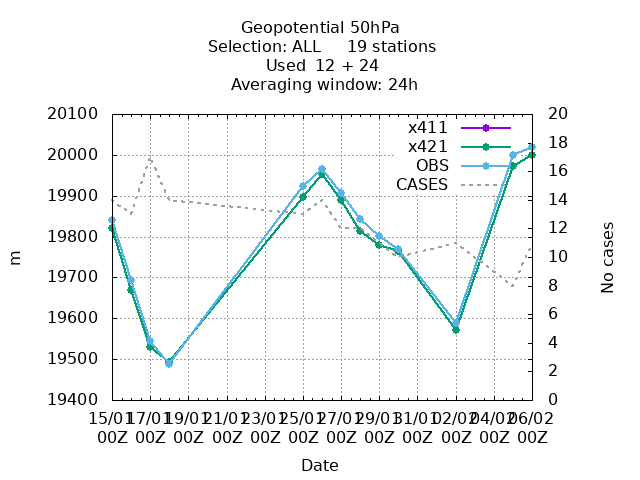 Geopotential 50hPa
Selection: ALL 19 stations
Used 12 + 24
Averaging window: 24h
20100
20000
19900
19800
19700
19600
19500
19400
m
20
18
16
14
12
10
8
6
4
2
0
No cases
x411
x421
OBS
CASES
15/01 17/01 19/01 21/01 23/01 25/01 27/01 29/01 31/01 02/02 04/02 06/02
00Z 00Z 00Z 00Z 00Z 00Z 00Z 00Z 00Z 00Z 00Z 00Z
Date